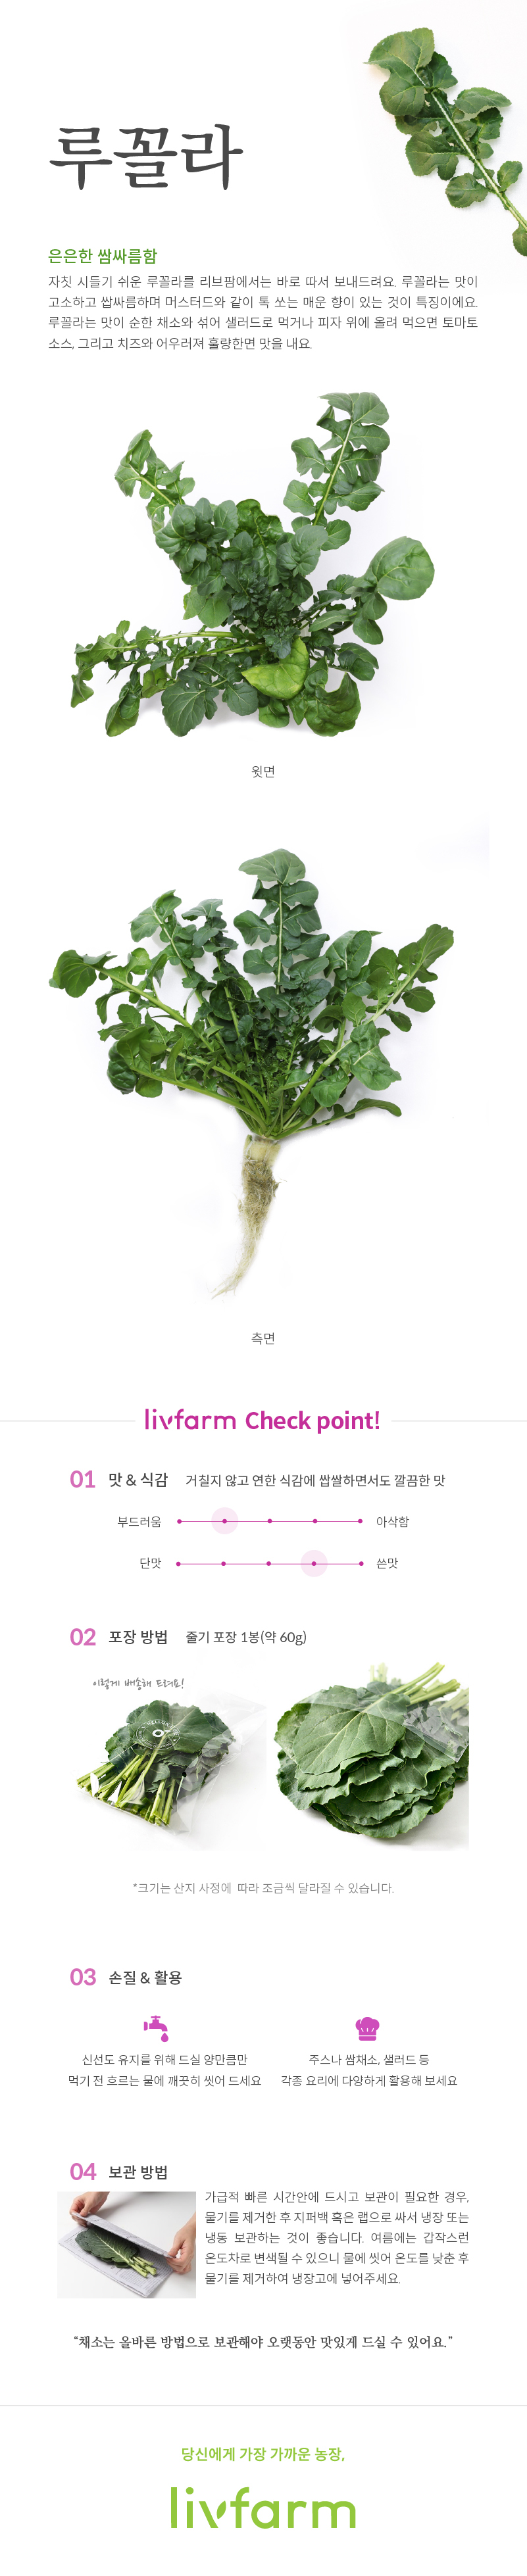 루꼴라
은은한 쌉싸름함
자칫 시들기 쉬운 루꼴라를 리브팜에서는 바로 따서 보내드려요. 루꼴라는 맛이
고소하고 쌉싸름하며 머스터드와 같이 톡 쏘는 매운 향이 있는 것이 특징이에요.
루꼴라는 맛이 순한 채소와 섞어 샐러드로 먹거나 피자 위에 올려 먹으면 토마토
소스, 그리고 치즈와 어우러져 훌량한면 맛을 내요.
윗면
측면
livfarm Check point!
01 맛 & 식감 거칠지 않고 연한 식감에 쌉쌀하면서도 깔끔한 맛
부드러움 아삭함
단맛 쓴맛
02 포장 방법 줄기 포장 1봉(약 60g)
이렇게 배송해 드려요!
*크기는 산지 사정에 따라 조금씩 달라질 수 있습니다.
03 손질 & 활용
신선도 유지를 위해 드실 양만큼만
먹기 전 흐르는 물에 깨끗히 씻어 드세요
주스나 쌈채소, 샐러드 등
각종 요리에 다양하게 활용해 보세요
04 보관 방법
가급적 빠른 시간안에 드시고 보관이 필요한 경우,
물기를 제거한 후 지퍼백 혹은 랩으로 싸서 냉장 또는
냉동 보관하는 것이 좋습니다. 여름에는 갑작스런
온도차로 변색될 수 있으니 물에 씻어 온도를 낮춘 후
물기를 제거하여 냉장고에 넣어주세요.
“채소는 올바른 방법으로 보관해야 오랫동안 맛있게 드실 수 있어요.”
당신에게 가장 가까운 농장,
livfarm